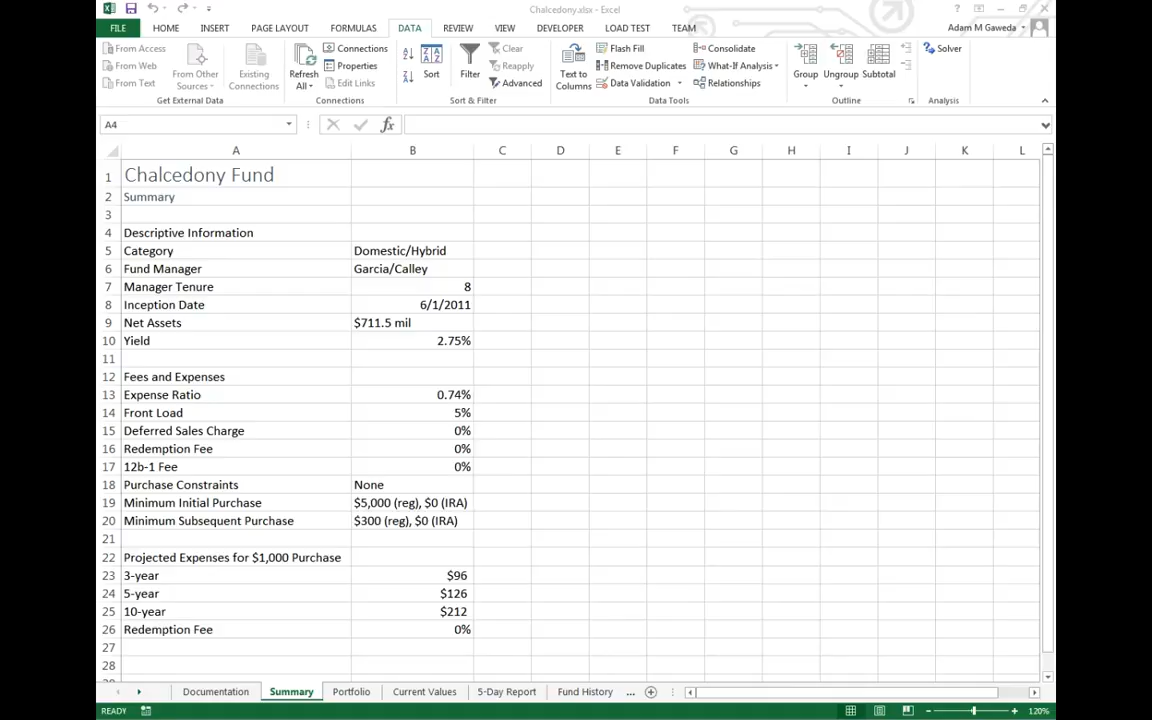 Chalcedony.xlsx - Excel
FILE HOME INSERT PAGE LAYOUT FORMULAS DATA REVIEW VIEW DEVELOPER LOAD TEST TEAM Adam M Gaweda
From Access
From Web
From Text
From Other Sources
Existing Connections
Get External Data
Refresh All
Connections
Properties
Edit Links
Connections
Sort
Filter
Clear
Reapply
Advanced
Sort & Filter
Text to Columns
Flash Fill
Remove Duplicates
Data Validation
Consolidate
What-If Analysis
Relationships
Data Tools
Group
Ungroup
Subtotal
Outline
Solver
Analysis
A4 fx
A B C D E F G H I J K L
1 Chalcedony Fund
2 Summary
3
4 Descriptive Information
5 Category Domestic/Hybrid
6 Fund Manager Garcia/Calley
7 Manager Tenure 8
8 Inception Date 6/1/2011
9 Net Assets $711.5 mil
10 Yield 2.75%
11
12 Fees and Expenses
13 Expense Ratio 0.74%
14 Front Load 5%
15 Deferred Sales Charge 0%
16 Redemption Fee 0%
17 12b-1 Fee 0%
18 Purchase Constraints None
19 Minimum Initial Purchase $5,000 (reg), $0 (IRA)
20 Minimum Subsequent Purchase $300 (reg), $0 (IRA)
21
22 Projected Expenses for $1,000 Purchase
23 3-year $96
24 5-year $126
25 10-year $212
26 Redemption Fee 0%
27
28
Documentation Summary Portfolio Current Values 5-Day Report Fund History ...
READY 120%